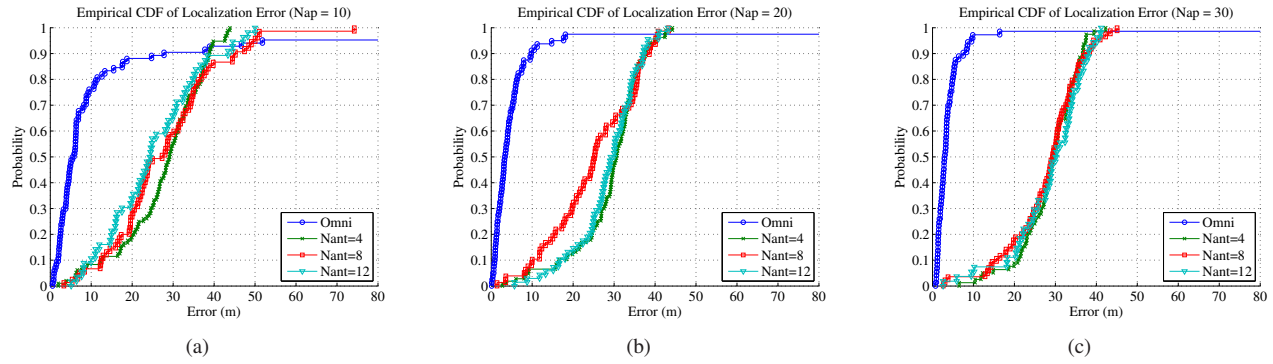 Empirical CDF of Localization Error (Nap = 10)
1
0.9
0.8
0.7
0.6
0.5
0.4
0.3
0.2
0.1
0
Probability
0 10 20 30 40 50 60 70 80
Error (m)
Omni
Nant=4
Nant=8
Nant=12
(a)
Empirical CDF of Localization Error (Nap = 20)
1
0.9
0.8
0.7
0.6
0.5
0.4
0.3
0.2
0.1
0
Probability
0 10 20 30 40 50 60 70 80
Error (m)
Omni
Nant=4
Nant=8
Nant=12
(b)
Empirical CDF of Localization Error (Nap = 30)
1
0.9
0.8
0.7
0.6
0.5
0.4
0.3
0.2
0.1
0
Probability
0 10 20 30 40 50 60 70 80
Error (m)
Omni
Nant=4
Nant=8
Nant=12
(c)